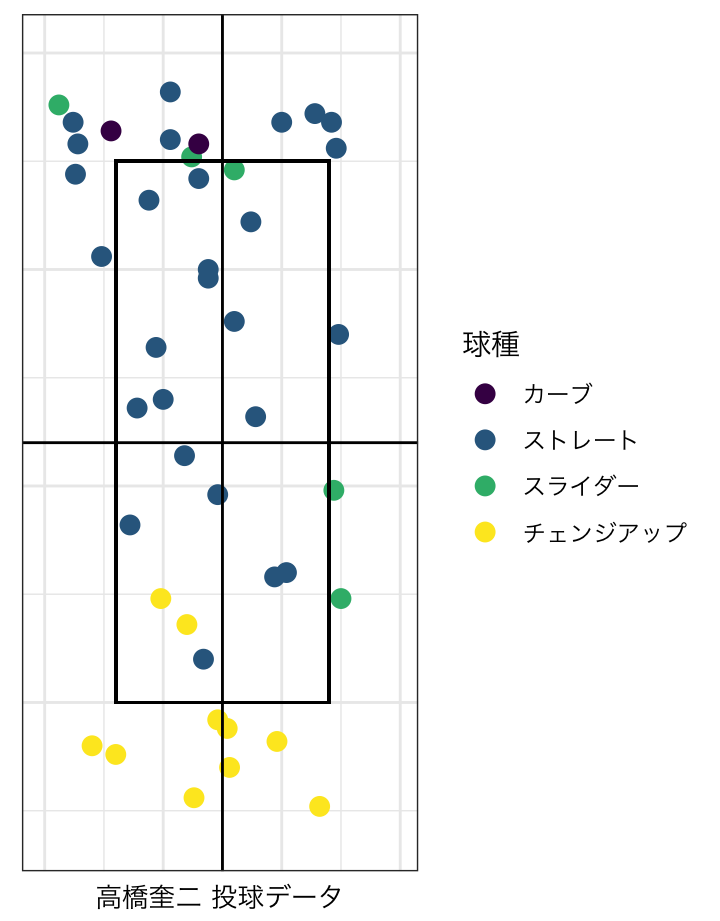 球種
カーブ
ストレート
スライダー
チェンジアップ
高橋奎二 投球データ